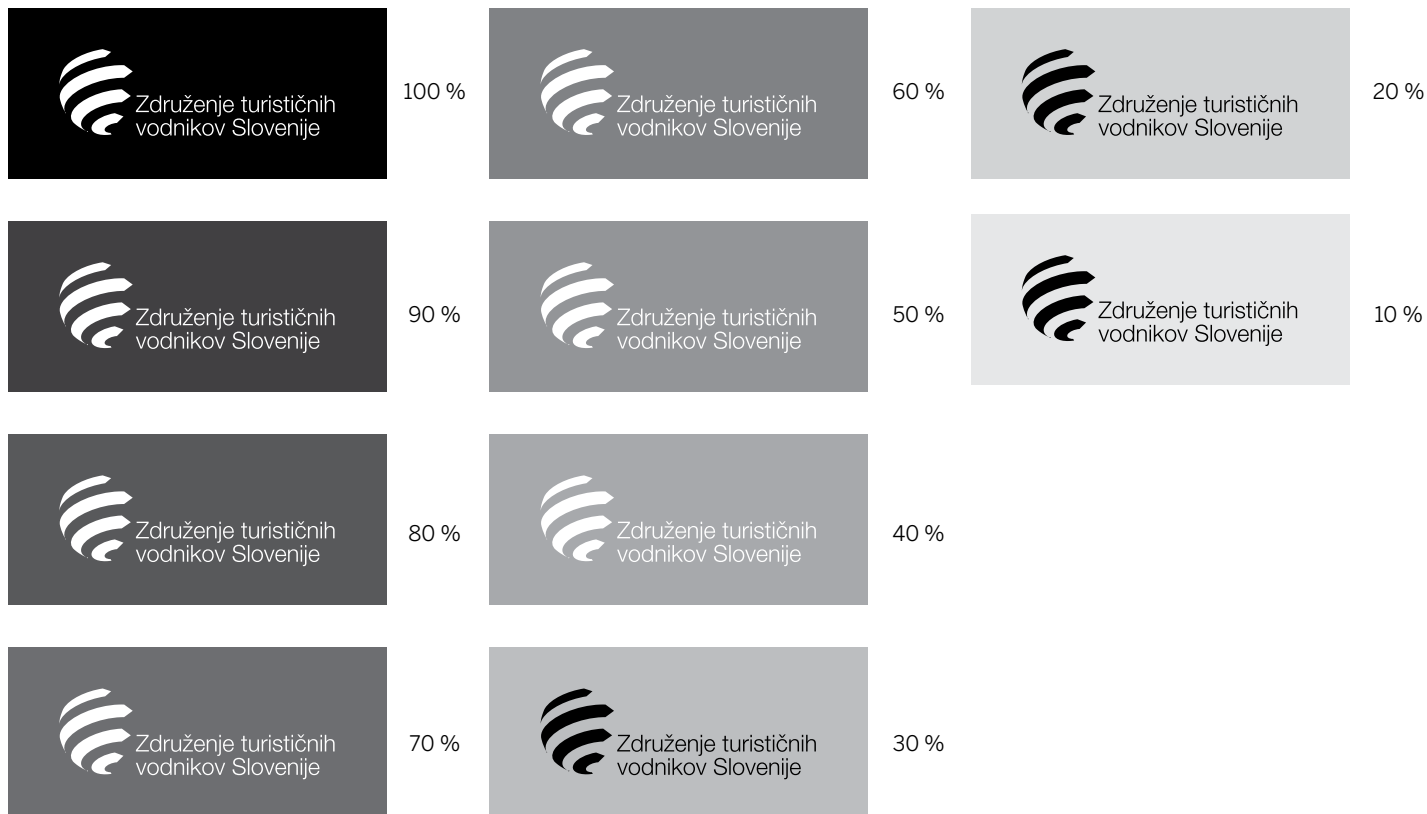 Združenje turističnih
vodnikov Slovenije
100 %
Združenje turističnih
vodnikov Slovenije
90 %
Združenje turističnih
vodnikov Slovenije
80 %
Združenje turističnih
vodnikov Slovenije
70 %
Združenje turističnih
vodnikov Slovenije
60 %
Združenje turističnih
vodnikov Slovenije
50 %
Združenje turističnih
vodnikov Slovenije
40 %
Združenje turističnih
vodnikov Slovenije
30 %
Združenje turističnih
vodnikov Slovenije
20 %
Združenje turističnih
vodnikov Slovenije
10 %